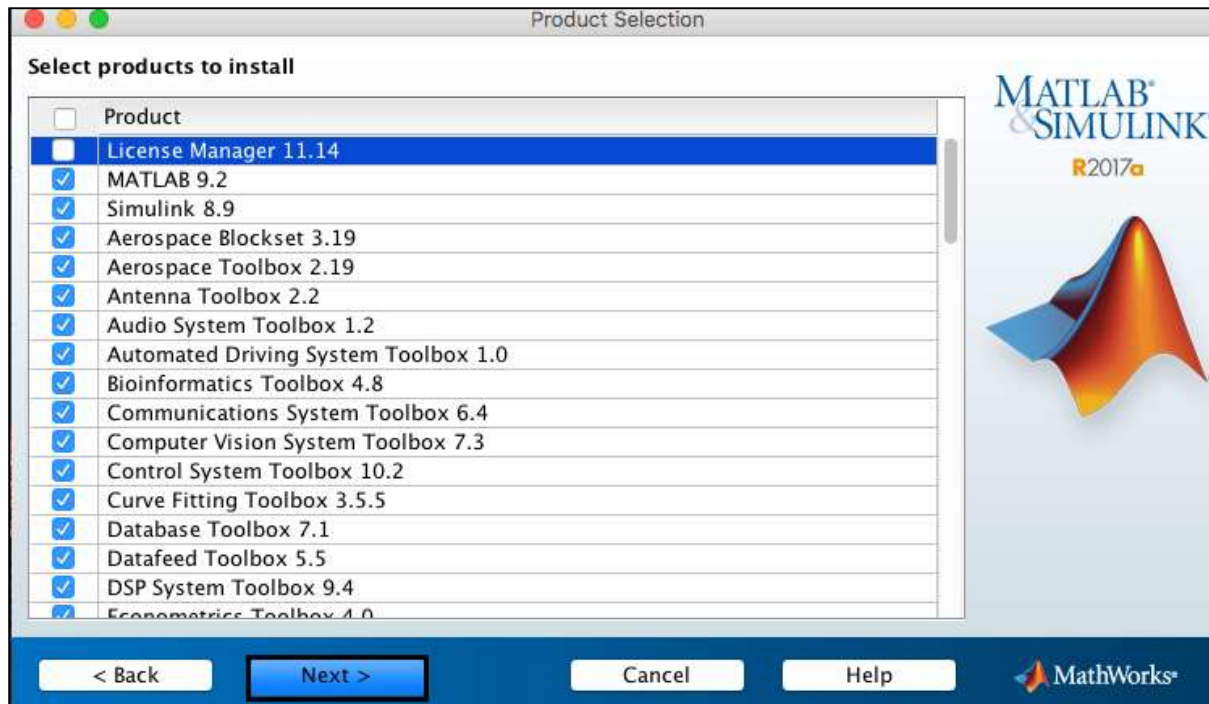 Product Selection
Select products to install
Product
License Manager 11.14
MATLAB 9.2
Simulink 8.9
Aerospace Blockset 3.19
Aerospace Toolbox 2.19
Antenna Toolbox 2.2
Audio System Toolbox 1.2
Automated Driving System Toolbox 1.0
Bioinformatics Toolbox 4.8
Communications System Toolbox 6.4
Computer Vision System Toolbox 7.3
Control System Toolbox 10.2
Curve Fitting Toolbox 3.5.5
Database Toolbox 7.1
Datafeed Toolbox 5.5
DSP System Toolbox 9.4
Econometrics Toolbox 4.0
MATLAB®
&SIMULINK®
R2017a
< Back
Next >
Cancel
Help
MathWorks®